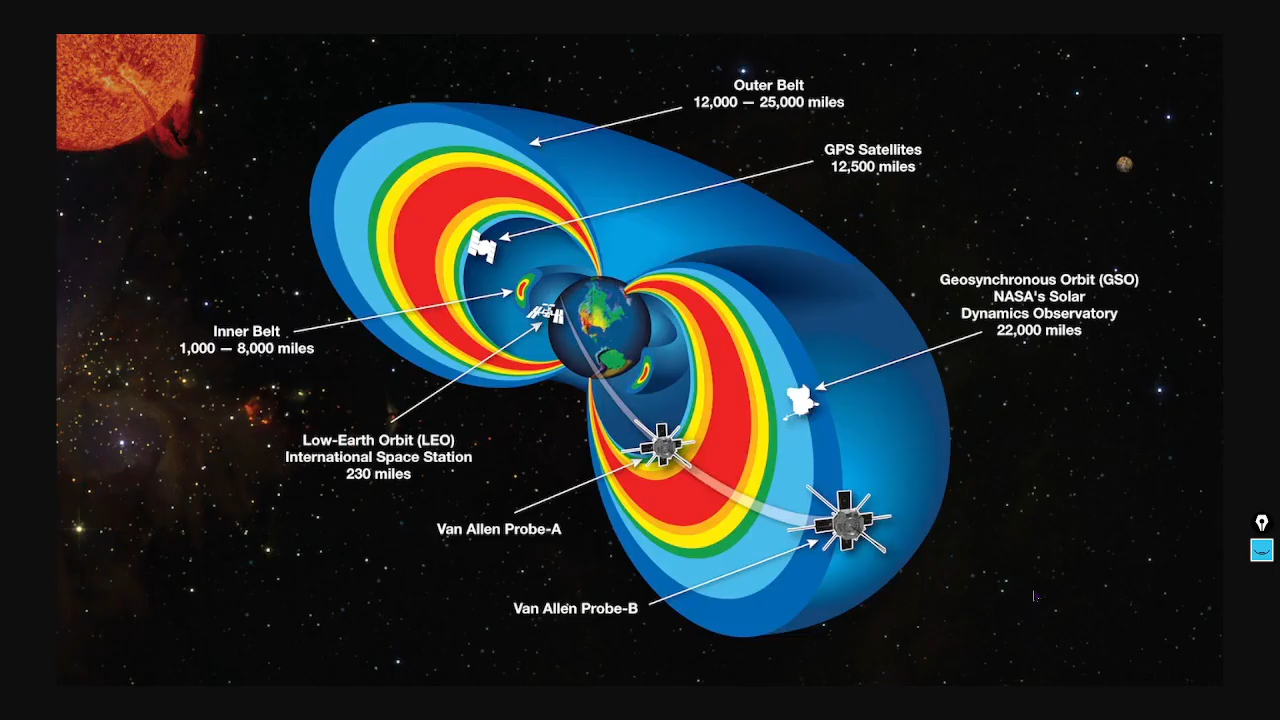 Outer Belt
12,000 — 25,000 miles
GPS Satellites
12,500 miles
Geosynchronous Orbit (GSO)
NASA's Solar
Dynamics Observatory
22,000 miles
Inner Belt
1,000 — 8,000 miles
Low-Earth Orbit (LEO)
International Space Station
230 miles
Van Allen Probe-A
Van Allen Probe-B